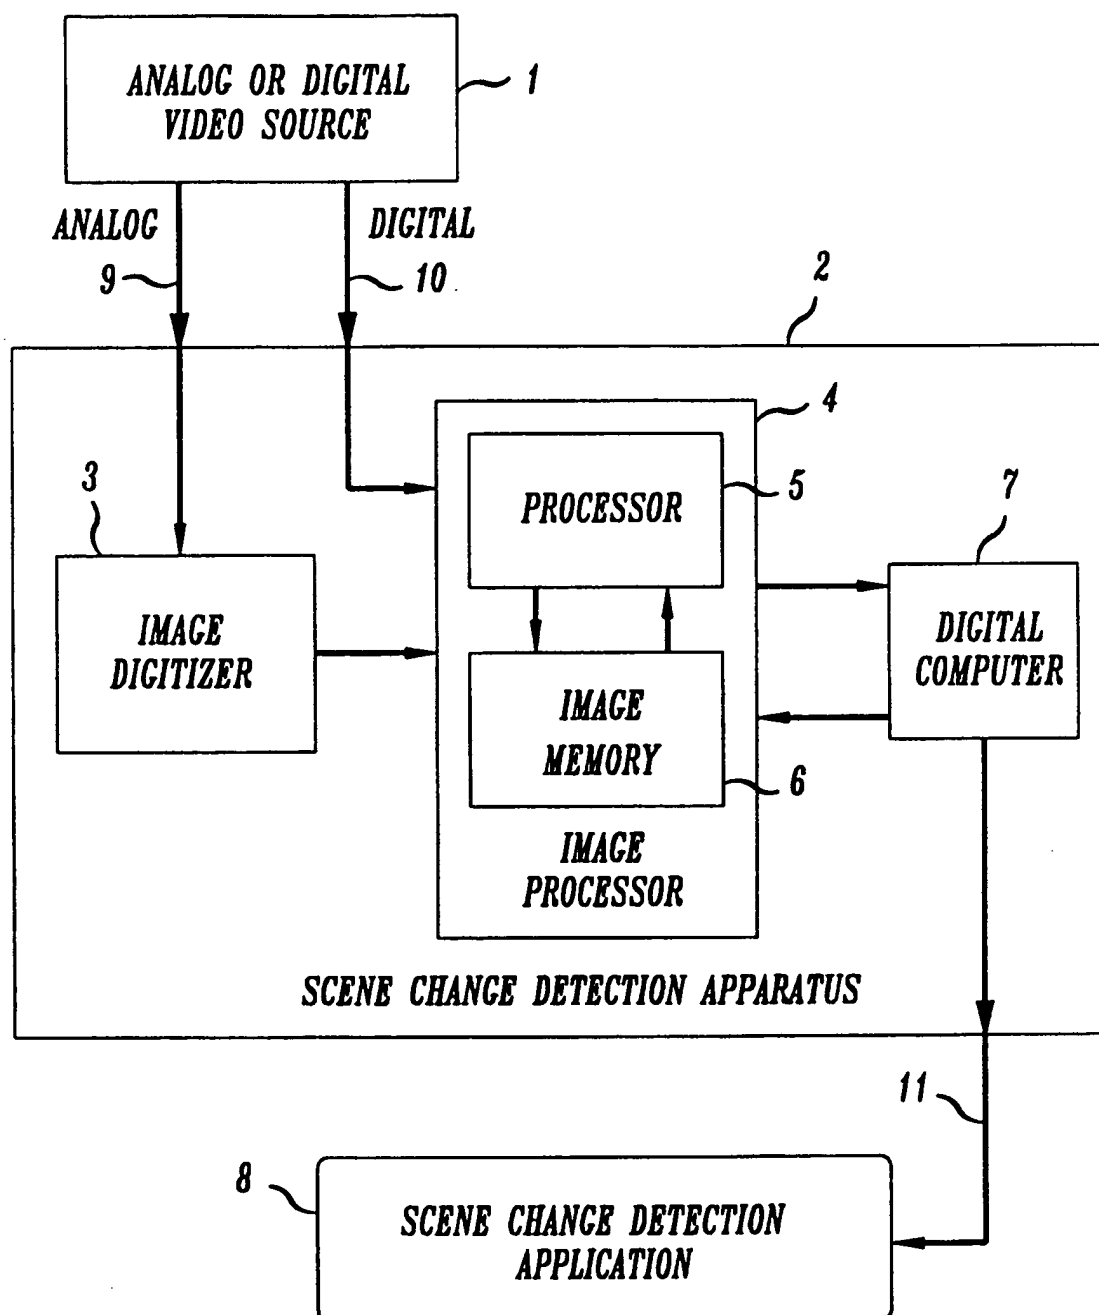 ANALOG OR DIGITAL
VIDEO SOURCE
1
ANALOG
DIGITAL
9
10
2
4
3
PROCESSOR
5
7
IMAGE
DIGITIZER
DIGITAL
COMPUTER
IMAGE
MEMORY
6
IMAGE
PROCESSOR
SCENE CHANGE DETECTION APPARATUS
11
8
SCENE CHANGE DETECTION
APPLICATION